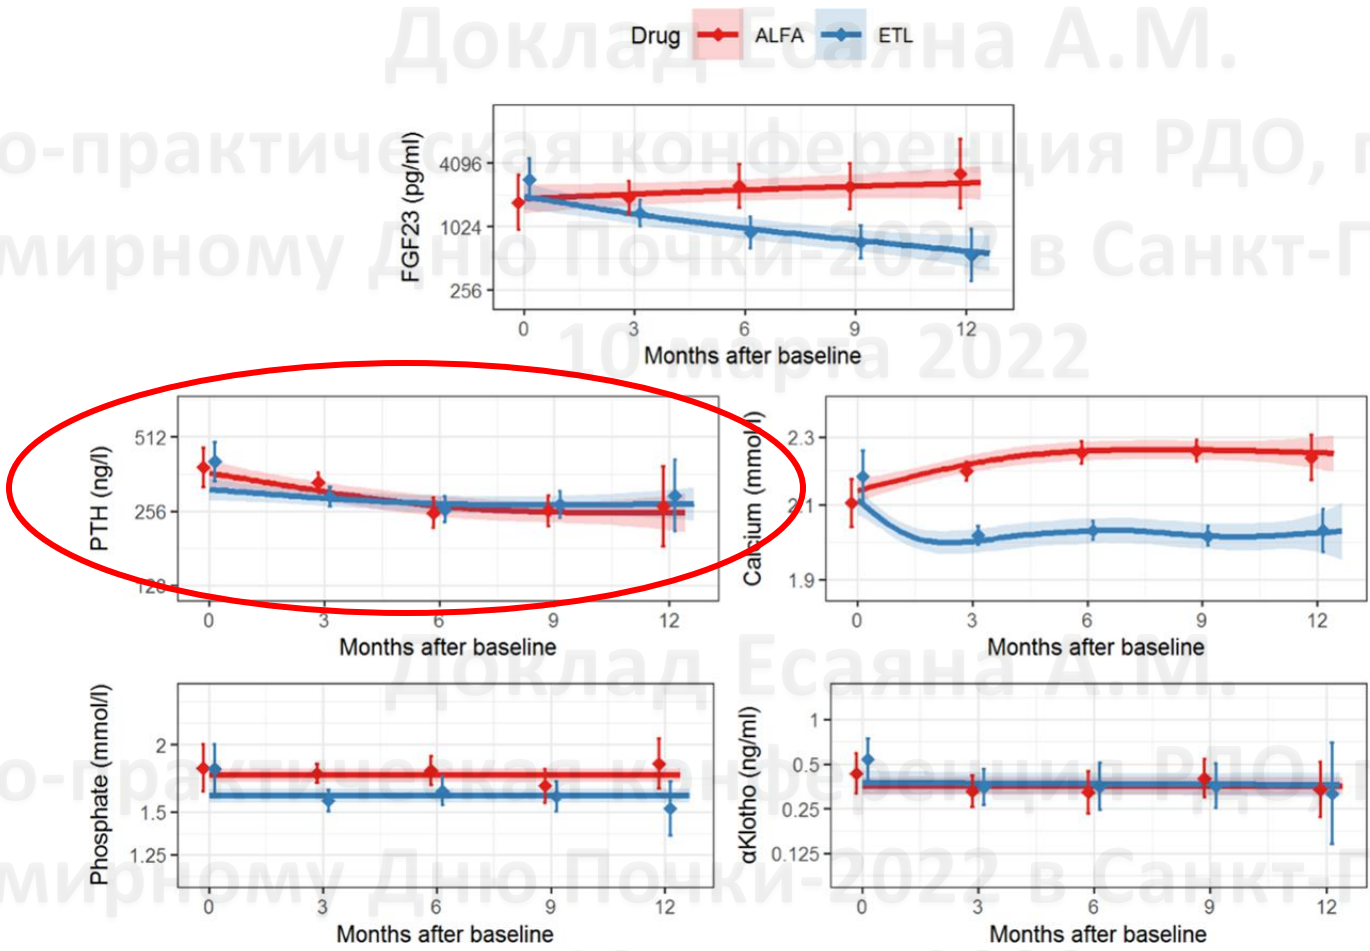 Доклад Есаяна А.М.
Drug ALFA ETL
о-практическая конференция РДО, п
FGF23 (pg/ml)
4096
1024
256
мирному Дню Почки-2022 в Санкт-П
0 3 6 9 12
Months after baseline
10 марта 2022
PTH (ng/l)
512
256
128
0 3 6 9 12
Months after baseline
Calcium (mmol/l)
2.3
2.1
1.9
0 3 6 9 12
Months after baseline
Доклад Есаяна А.М.
Phosphate (mmol/l)
2
1.5
1.25
0 3 6 9 12
Months after baseline
αKlotho (ng/ml)
1
0.5
0.25
0.125
0 3 6 9 12
Months after baseline
о-практическая конференция РДО, п
мирному Дню Почки-2022 в Санкт-П